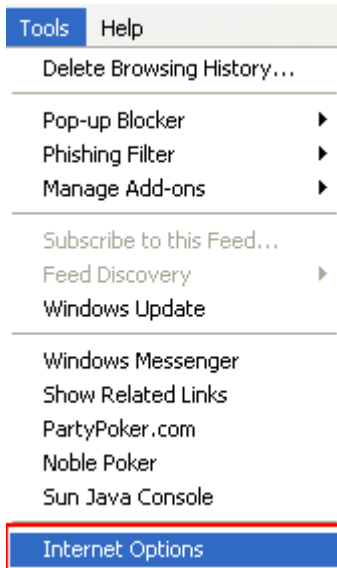 Tools Help
Delete Browsing History...
Pop-up Blocker
Phishing Filter
Manage Add-ons
Subscribe to this Feed...
Feed Discovery
Windows Update
Windows Messenger
Show Related Links
PartyPoker.com
Noble Poker
Sun Java Console
Internet Options